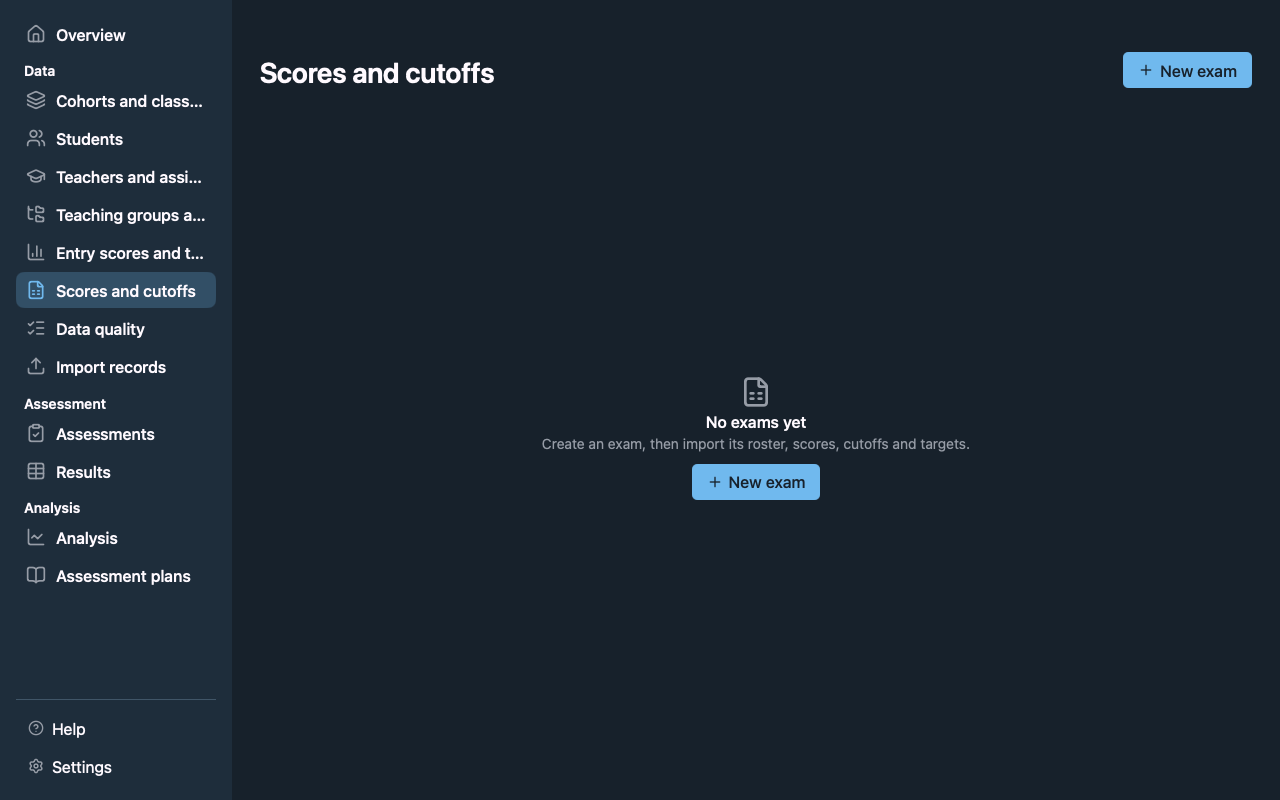 Overview
Data
Cohorts and class...
Students
Teachers and assi...
Teaching groups a...
Entry scores and t...
Scores and cutoffs
Data quality
Import records
Assessment
Assessments
Results
Analysis
Analysis
Assessment plans
Help
Settings
Scores and cutoffs
New exam
No exams yet
Create an exam, then import its roster, scores, cutoffs and targets.
New exam